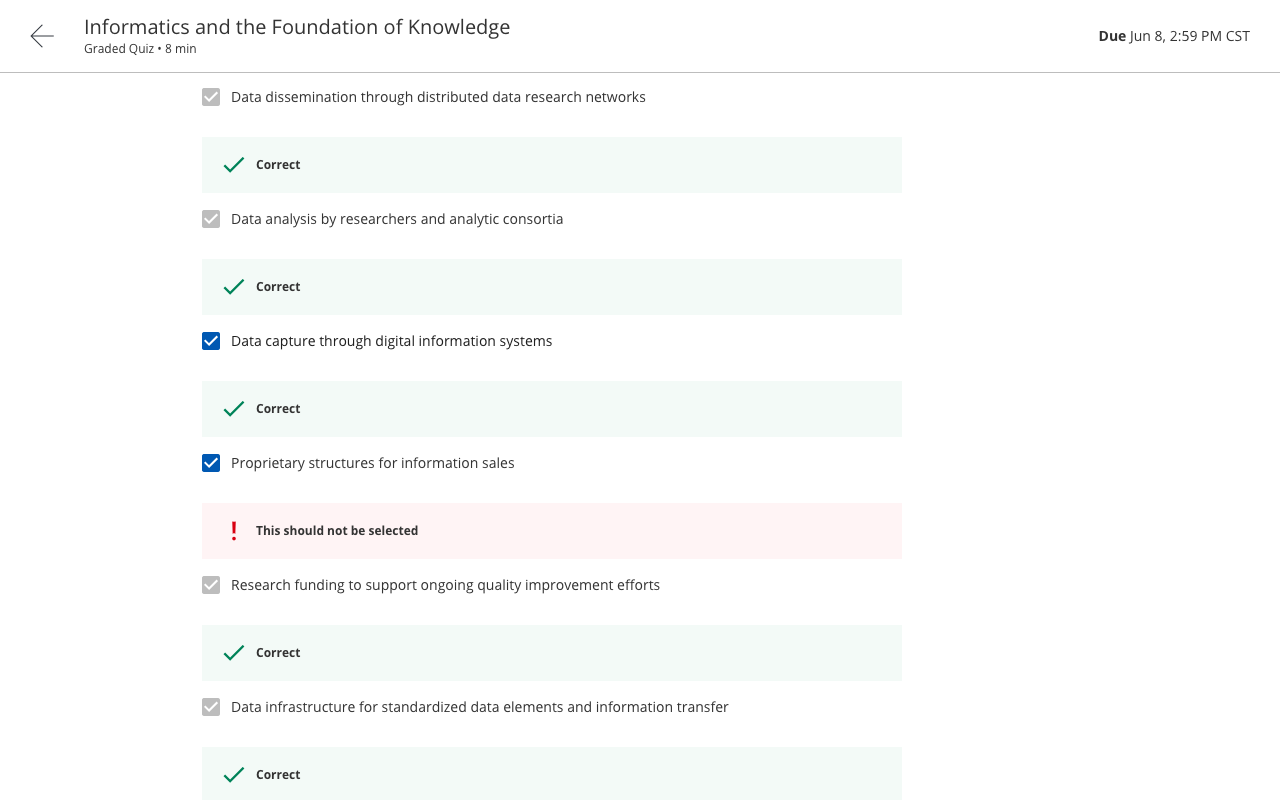 Informatics and the Foundation of Knowledge
Graded Quiz • 8 min
Due Jun 8, 2:59 PM CST
Data dissemination through distributed data research networks
Correct
Data analysis by researchers and analytic consortia
Correct
Data capture through digital information systems
Correct
Proprietary structures for information sales
This should not be selected
Research funding to support ongoing quality improvement efforts
Correct
Data infrastructure for standardized data elements and information transfer
Correct